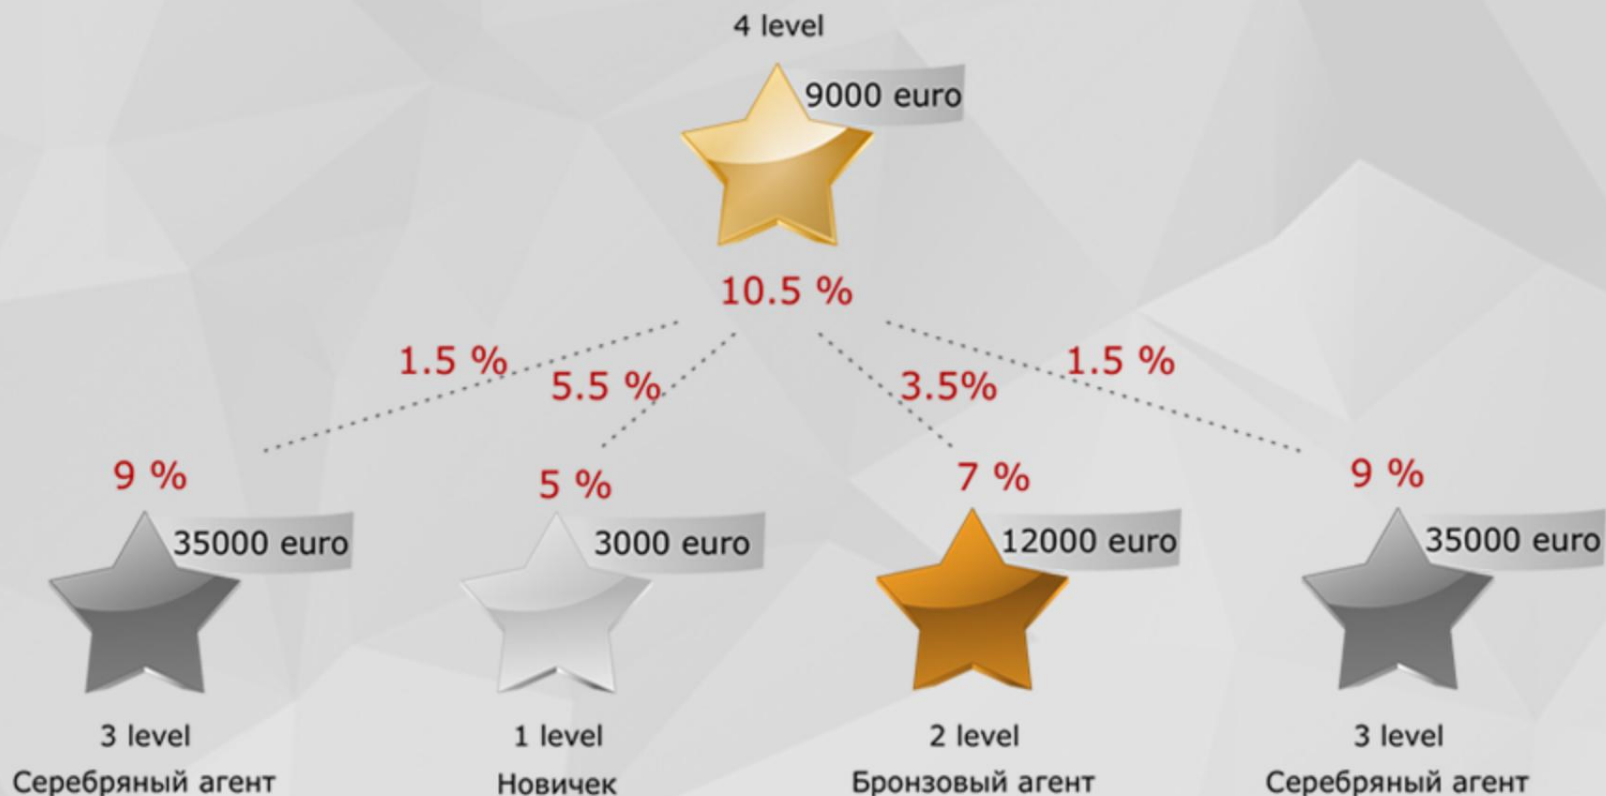 4 level
9000 euro
10.5 %
1.5 %
5.5 %
3.5%
1.5 %
9 %
5 %
7 %
9 %
35000 euro
3000 euro
12000 euro
35000 euro
3 level
1 level
2 level
3 level
Серебряный агент
Новичек
Бронзовый агент
Серебряный агент